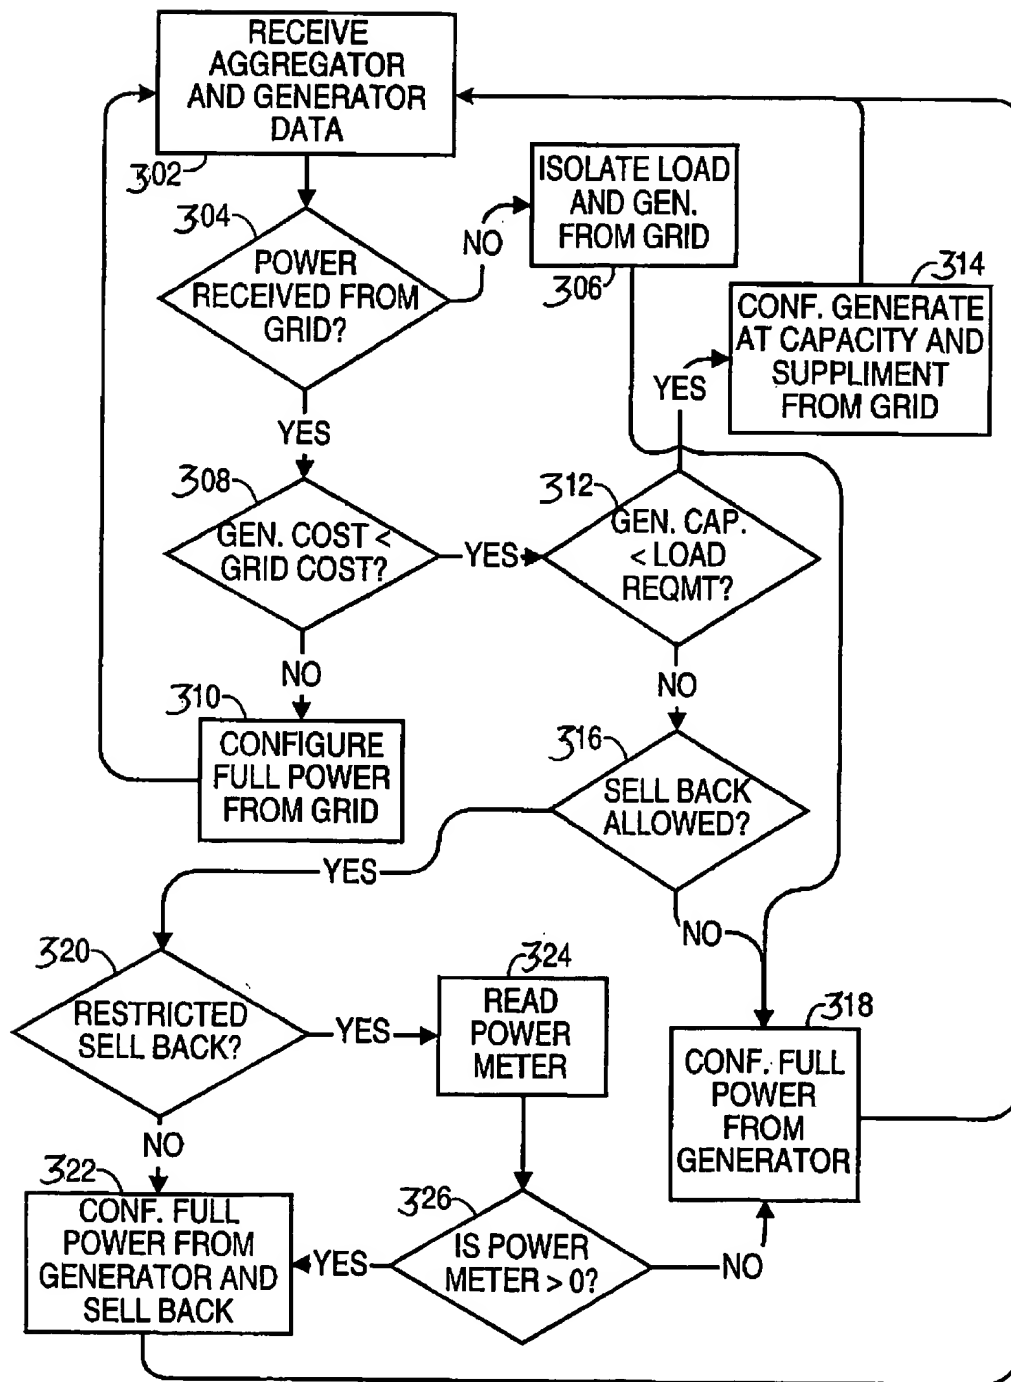 RECEIVE
AGGREGATOR
AND GENERATOR
DATA
302
304
POWER
RECEIVED FROM
GRID?
NO
ISOLATE LOAD
AND GEN.
FROM GRID
306
314
CONF. GENERATE
AT CAPACITY AND
SUPPLIMENT
FROM GRID
YES
YES
308
GEN. COST <
GRID COST?
YES
312
GEN. CAP.
< LOAD
REQMT?
NO
NO
310
CONFIGURE
FULL POWER
FROM GRID
316
SELL BACK
ALLOWED?
YES
NO
320
RESTRICTED
SELL BACK?
YES
324
READ
POWER
METER
318
CONF. FULL
POWER
FROM
GENERATOR
NO
322
CONF. FULL
POWER FROM
GENERATOR AND
SELL BACK
YES
326
IS POWER
METER > 0?
NO